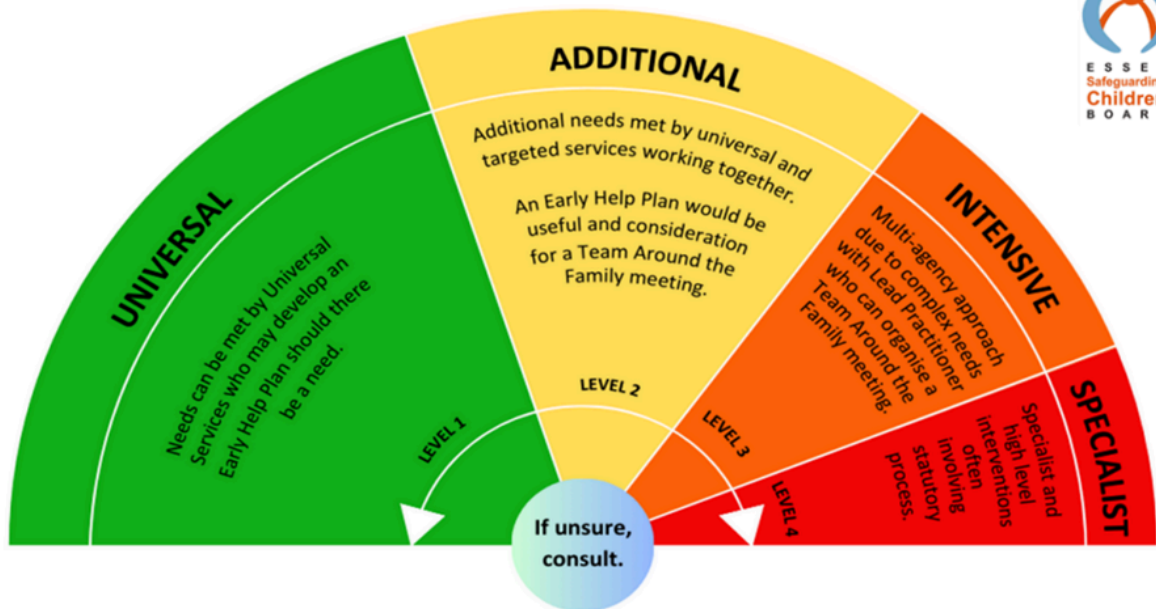 UNIVERSAL
Needs can be met by Universal
Services who may develop an
Early Help Plan should there
be a need.
LEVEL 1
ADDITIONAL
Additional needs met by universal and
targeted services working together.
An Early Help Plan would be
useful and consideration
for a Team Around the
Family meeting.
LEVEL 2
INTENSIVE
Multi-agency approach
due to complex needs
with Lead Practitioner
who can organise a
Team Around the
Family meeting.
LEVEL 3
SPECIALIST
Specialist and
high level
interventions
often
involving
statutory
process.
LEVEL 4
If unsure,
consult.
E S S E
Safeguardin
Childre
B O A R